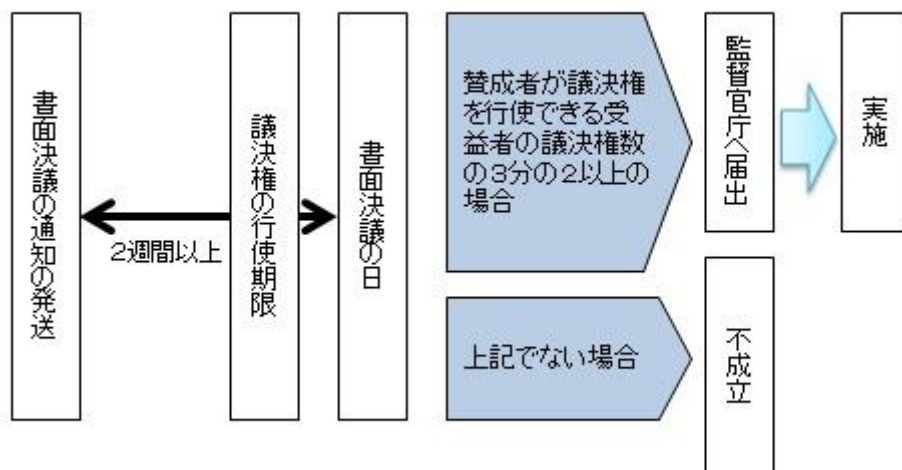 書面決議の通知の発送
2週間以上
議決権の行使期限
書面決議の日
賛成者が議決権
を行使できる受
益者の議決権数
の3分の2以上の
場合
監督官庁へ届出
実施
上記でない場合
不成立